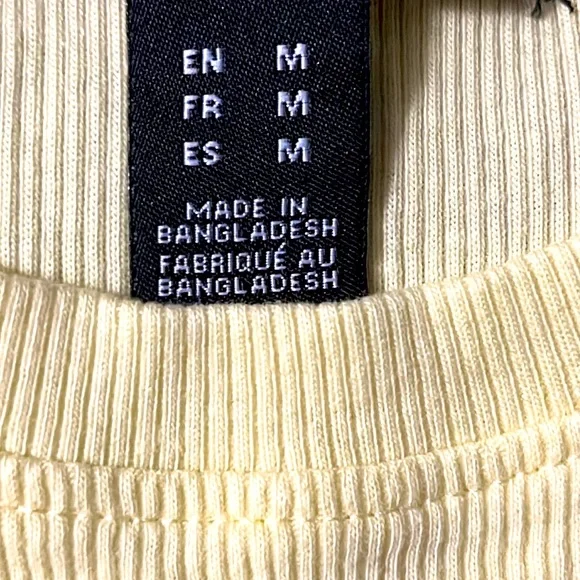 EN M
FR M
ES M
MADE IN
BANGLADESH
FABRIQUÉ AU
BANGLADESH